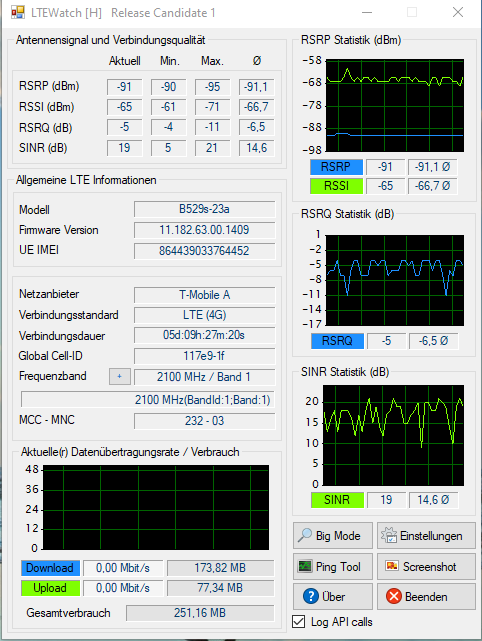 LTEWatch [H]    Release Candidate 1
Antennensignal und Verbindungsqualität
Aktuell Min. Max. Ø
RSRP (dBm) -91 -90 -95 -91,1
RSSI (dBm) -65 -61 -71 -66,7
RSRQ (dB) -5 -4 -11 -6,5
SINR (dB) 19 5 21 14,6
Allgemeine LTE Informationen
Modell B529s-23a
Firmware Version 11.182.63.00.1409
UE IMEI 864439033764452
Netzanbieter T-Mobile A
Verbindungsstandard LTE (4G)
Verbindungsdauer 05d:09h:27m:20s
Global Cell-ID 117e9-1f
Frequenzband + 2100 MHz / Band 1
2100 MHz(BandId:1;Band:1)
MCC - MNC 232 - 03
Aktuelle(r) Datenübertragungsrate / Verbrauch
48
36
24
12
0
Download 0,00 Mbit/s 173,82 MB
Upload 0,00 Mbit/s 77,34 MB
Gesamtverbrauch 251,16 MB
RSRP Statistik (dBm)
-58
-68
-78
-88
-98
RSRP -91 -91,1 Ø
RSSI -65 -66,7 Ø
RSRQ Statistik (dB)
1
-2
-5
-8
-11
-14
-17
RSRQ -5 -6,5 Ø
SINR Statistik (dB)
20
15
10
5
0
SINR 19 14,6 Ø
Big Mode Einstellungen
Ping Tool Screenshot
Über Beenden
Log API calls